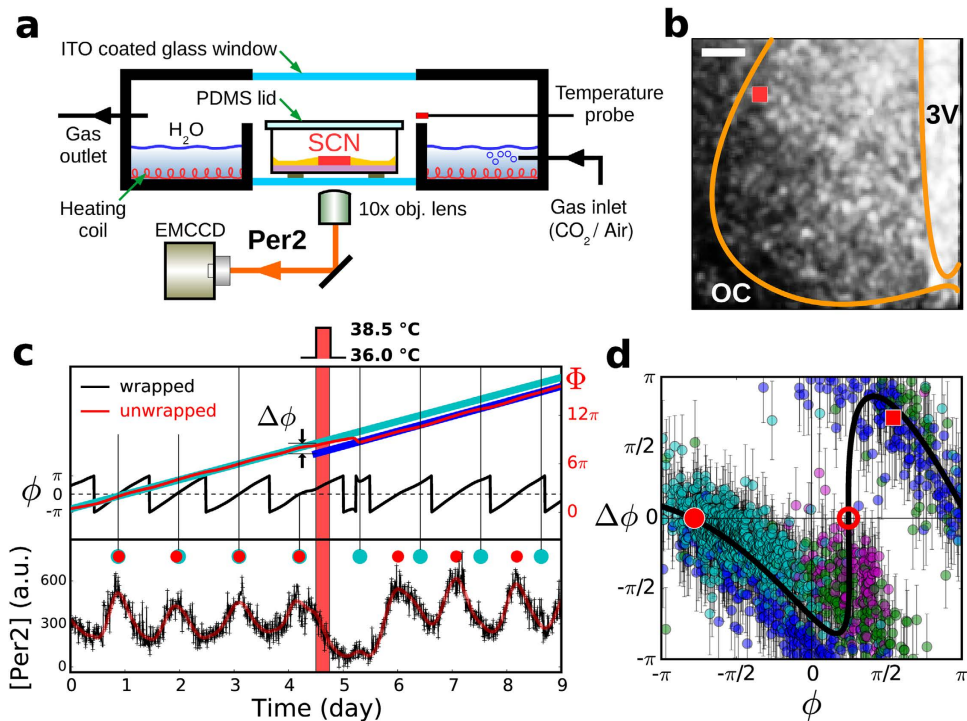 a
ITO coated glass window
PDMS lid
Temperature
probe
SCN
H2O
Gas
outlet
Heating
coil
10x obj. lens
Gas inlet
(CO2 / Air)
EMCCD
Per2
b
3V
OC
c
38.5 °C
36.0 °C
wrapped
unwrapped
Δϕ
Φ
12π
6π
0
ϕ
π
0
-π
[Per2] (a.u.)
600
300
0
0 1 2 3 4 5 6 7 8 9
Time (day)
d
π
π/2
Δϕ 0
-π/2
-π
-π -π/2 0 π/2 π
ϕ